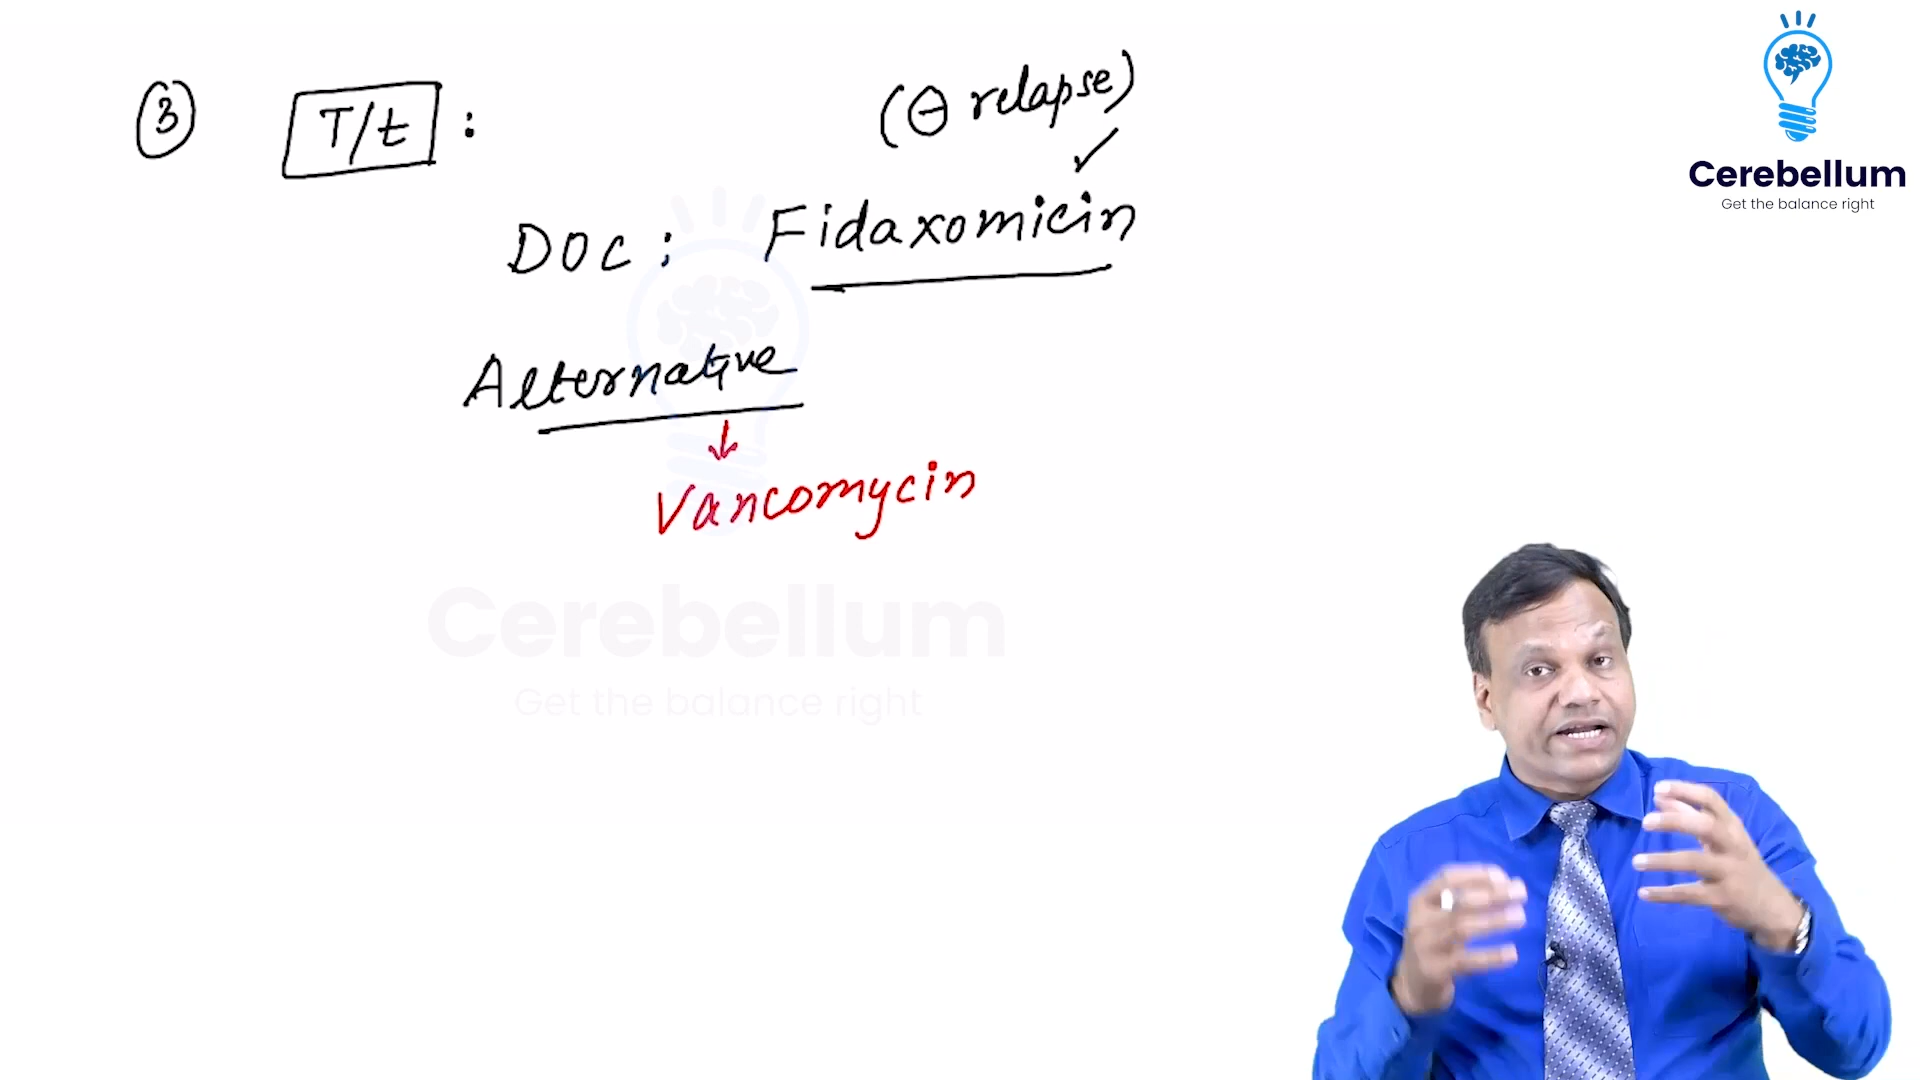 ③ T/t :
(⊖ relapse)
✓
DOC : Fidaxomicin
Alternative
↓
Vancomycin
Cerebellum
Get the balance right
Cerebellum
Get the balance right